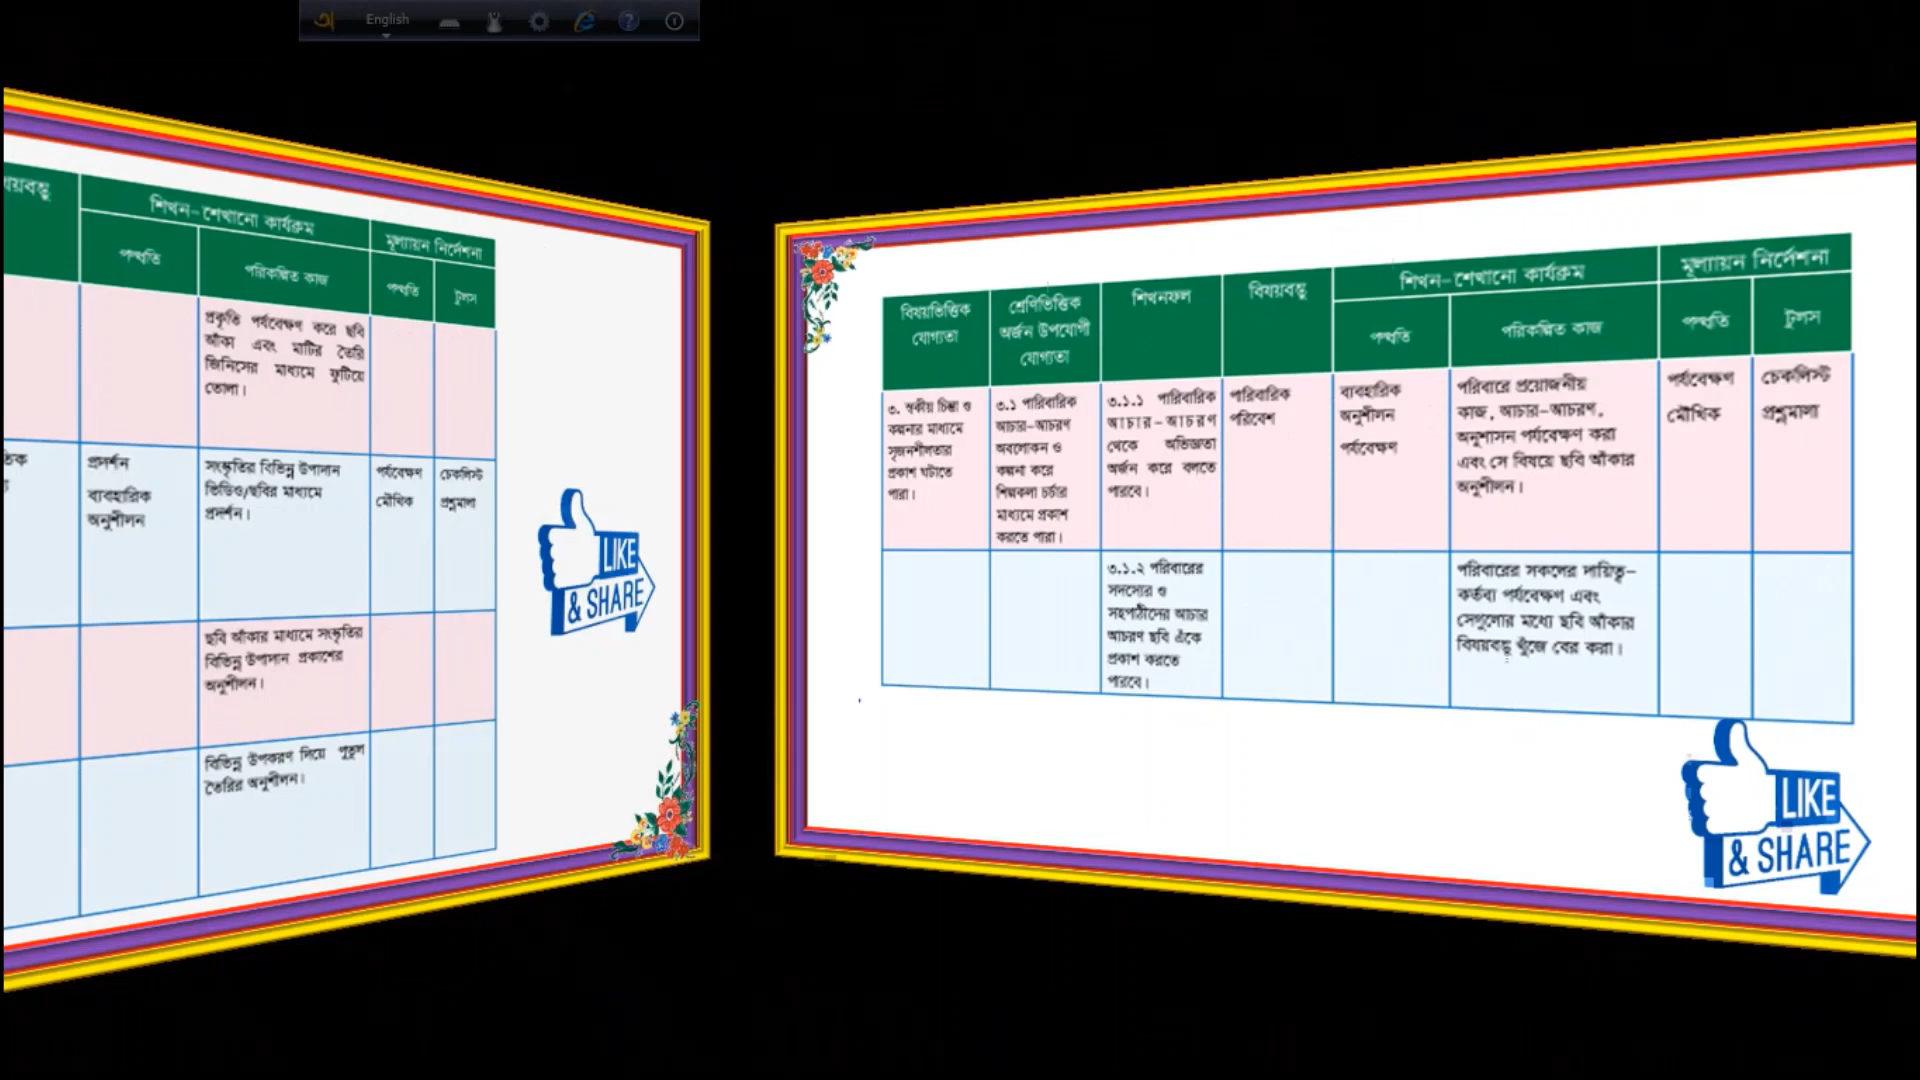 English
শিখন-শেখানো কার্যক্রম
মূল্যায়ন নির্দেশনা
পদ্ধতি
পরিকল্পিত কাজ
পদ্ধতি
টুলস
প্রকৃতি পর্যবেক্ষণ করে ছবি
আঁকা এবং মাটির তৈরি
জিনিসের মাধ্যমে ফুটিয়ে
তোলা।
প্রদর্শন
ব্যবহারিক
অনুশীলন
সংস্কৃতির বিভিন্ন উপাদান
ভিডিও/ছবির মাধ্যমে
প্রদর্শন।
পর্যবেক্ষণ
মৌখিক
চেকলিস্ট
প্রশ্নমালা
ছবি আঁকার মাধ্যমে সংস্কৃতির
বিভিন্ন উপাদান প্রকাশের
অনুশীলন।
বিভিন্ন উপকরণ দিয়ে পুতুল
তৈরির অনুশীলন।
LIKE
& SHARE
বিষয়ভিত্তিক
যোগ্যতা
শ্রেণিভিত্তিক
অর্জন উপযোগী
যোগ্যতা
শিখনফল
বিষয়বস্তু
শিখন-শেখানো কার্যক্রম
মূল্যায়ন নির্দেশনা
পদ্ধতি
পরিকল্পিত কাজ
পদ্ধতি
টুলস
৩. স্বকীয় চিন্তা ও
কল্পনার মাধ্যমে
সৃজনশীলতার
প্রকাশ ঘটাতে
পারা।
৩.১ পারিবারিক
আচার-আচরণ
অবলোকন ও
কল্পনা করে
শিল্পকলা চর্চার
মাধ্যমে প্রকাশ
করতে পারা।
৩.১.১ পারিবারিক
আচার-আচরণ
থেকে অভিজ্ঞতা
অর্জন করে বলতে
পারবে।
পারিবারিক
পরিবেশ
ব্যবহারিক
অনুশীলন
পর্যবেক্ষণ
পরিবারে প্রয়োজনীয়
কাজ, আচার-আচরণ,
অনুশাসন পর্যবেক্ষণ করা
এবং সে বিষয়ে ছবি আঁকার
অনুশীলন।
পর্যবেক্ষণ
মৌখিক
চেকলিস্ট
প্রশ্নমালা
৩.১.২ পরিবারের
সদস্যের ও
সহপাঠীদের আচার
আচরণ ছবি এঁকে
প্রকাশ করতে
পারবে।
পরিবারের সকলের দায়িত্ব-
কর্তব্য পর্যবেক্ষণ এবং
সেগুলোর মধ্যে ছবি আঁকার
বিষয়বস্তু খুঁজে বের করা।
LIKE
& SHARE